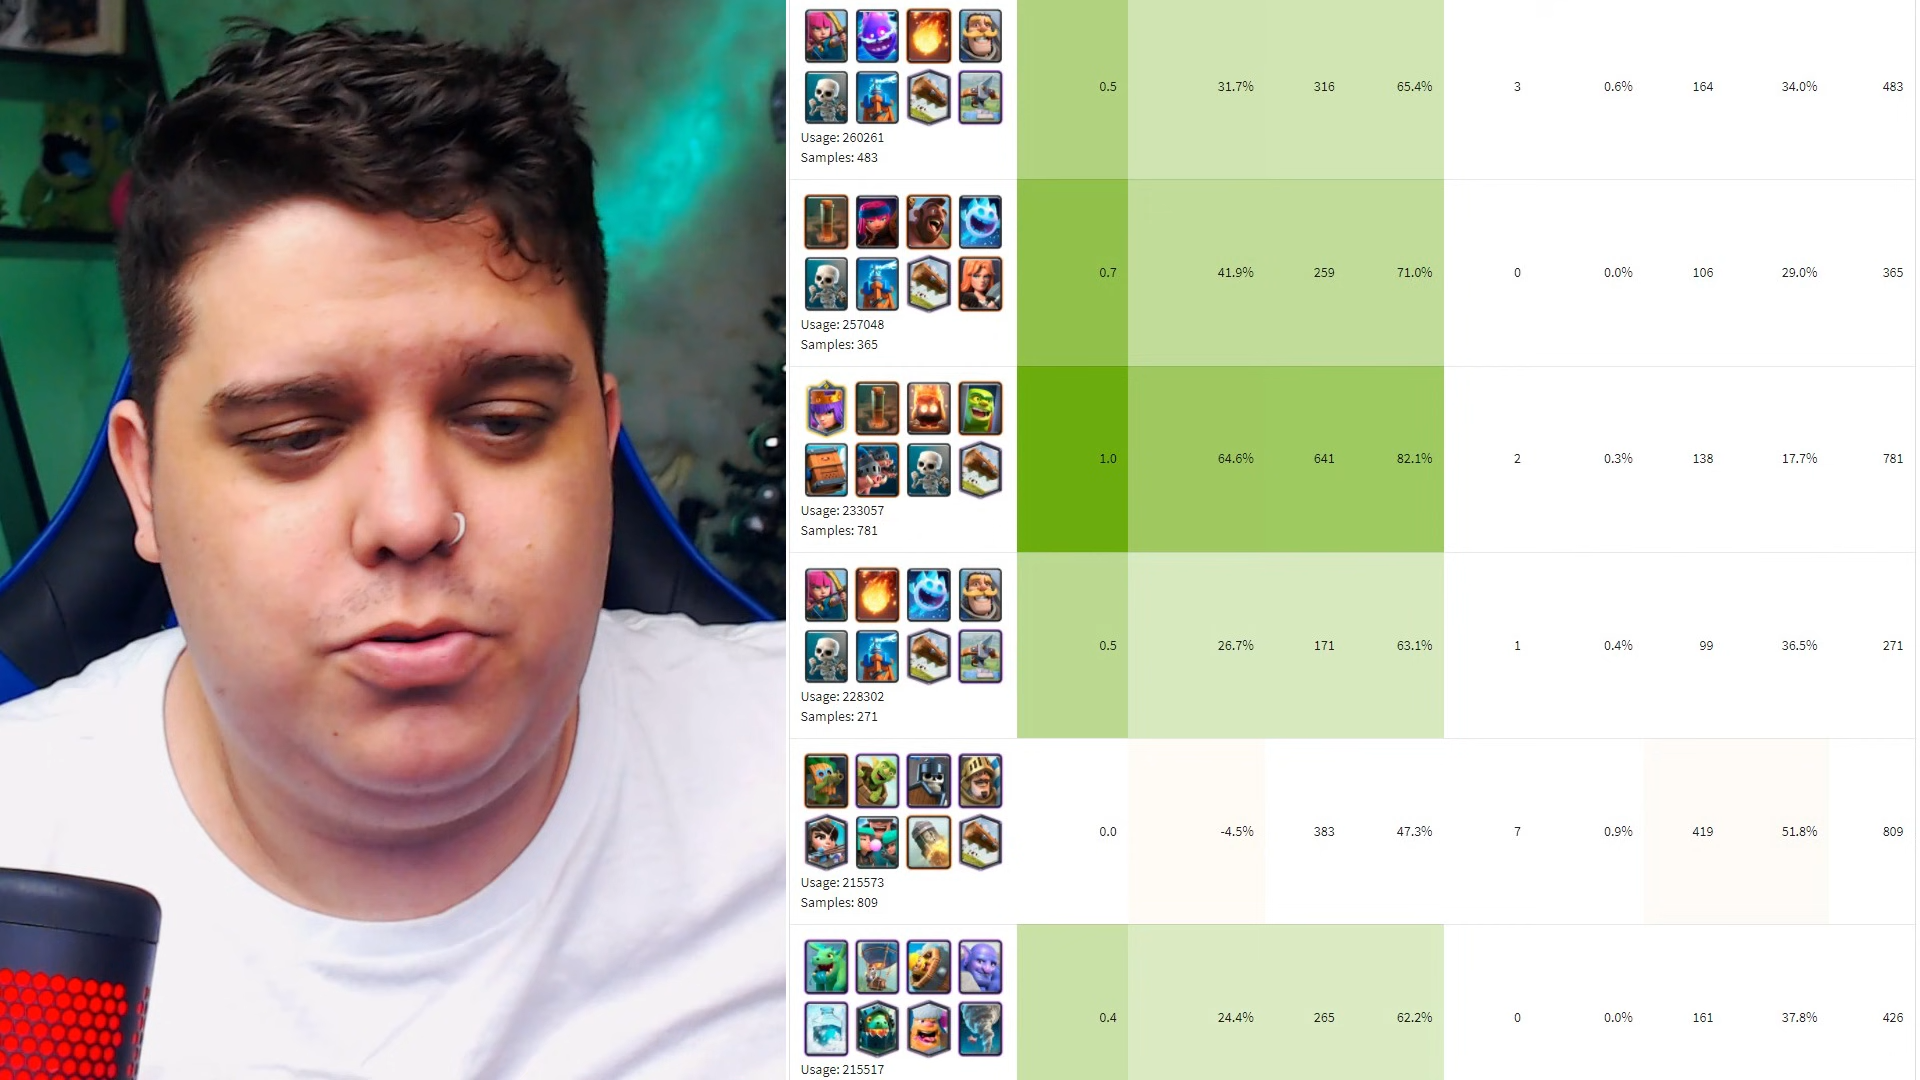 0.5 31.7% 316 65.4% 3 0.6% 164 34.0% 483
Usage: 260261
Samples: 483
0.7 41.9% 259 71.0% 0 0.0% 106 29.0% 365
Usage: 257048
Samples: 365
1.0 64.6% 641 82.1% 2 0.3% 138 17.7% 781
Usage: 233057
Samples: 781
0.5 26.7% 171 63.1% 1 0.4% 99 36.5% 271
Usage: 228302
Samples: 271
0.0 -4.5% 383 47.3% 7 0.9% 419 51.8% 809
Usage: 215573
Samples: 809
0.4 24.4% 265 62.2% 0 0.0% 161 37.8% 426
Usage: 215517